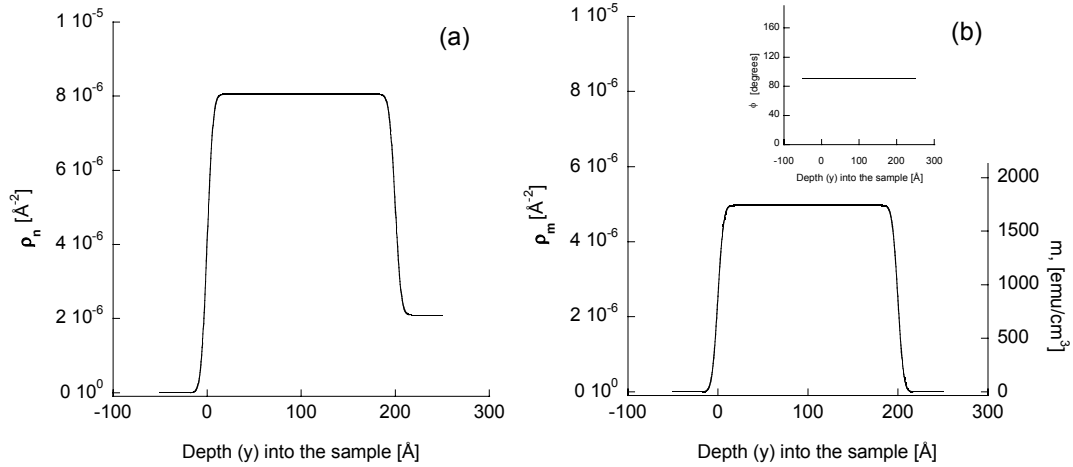 (a)
1 10⁻⁵
8 10⁻⁶
6 10⁻⁶
4 10⁻⁶
2 10⁻⁶
0 10⁰
ρₙ [Å⁻²]
-100 0 100 200 300
Depth (y) into the sample [Å]
(b)
1 10⁻⁵
8 10⁻⁶
6 10⁻⁶
4 10⁻⁶
2 10⁻⁶
0 10⁰
ρₘ [Å⁻²]
-100 0 100 200 300
Depth (y) into the sample [Å]
160
120
80
40
0
ϕ [degrees]
-100 0 100 200 300
Depth (y) into the sample [Å]
2000
1500
1000
500
0
m, [emu/cm³]